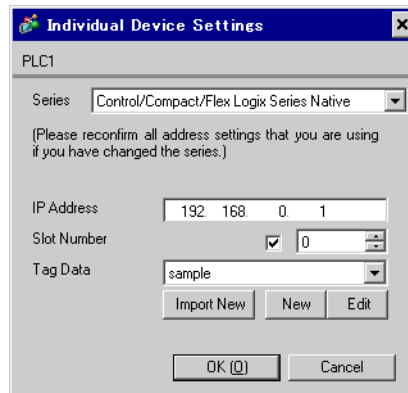 Individual Device Settings
PLC1
Series Control/Compact/Flex Logix Series Native
(Please reconfirm all address settings that you are using
if you have changed the series.)
IP Address 192. 168. 0. 1
Slot Number 0
Tag Data sample
Import New New Edit
OK (O) Cancel